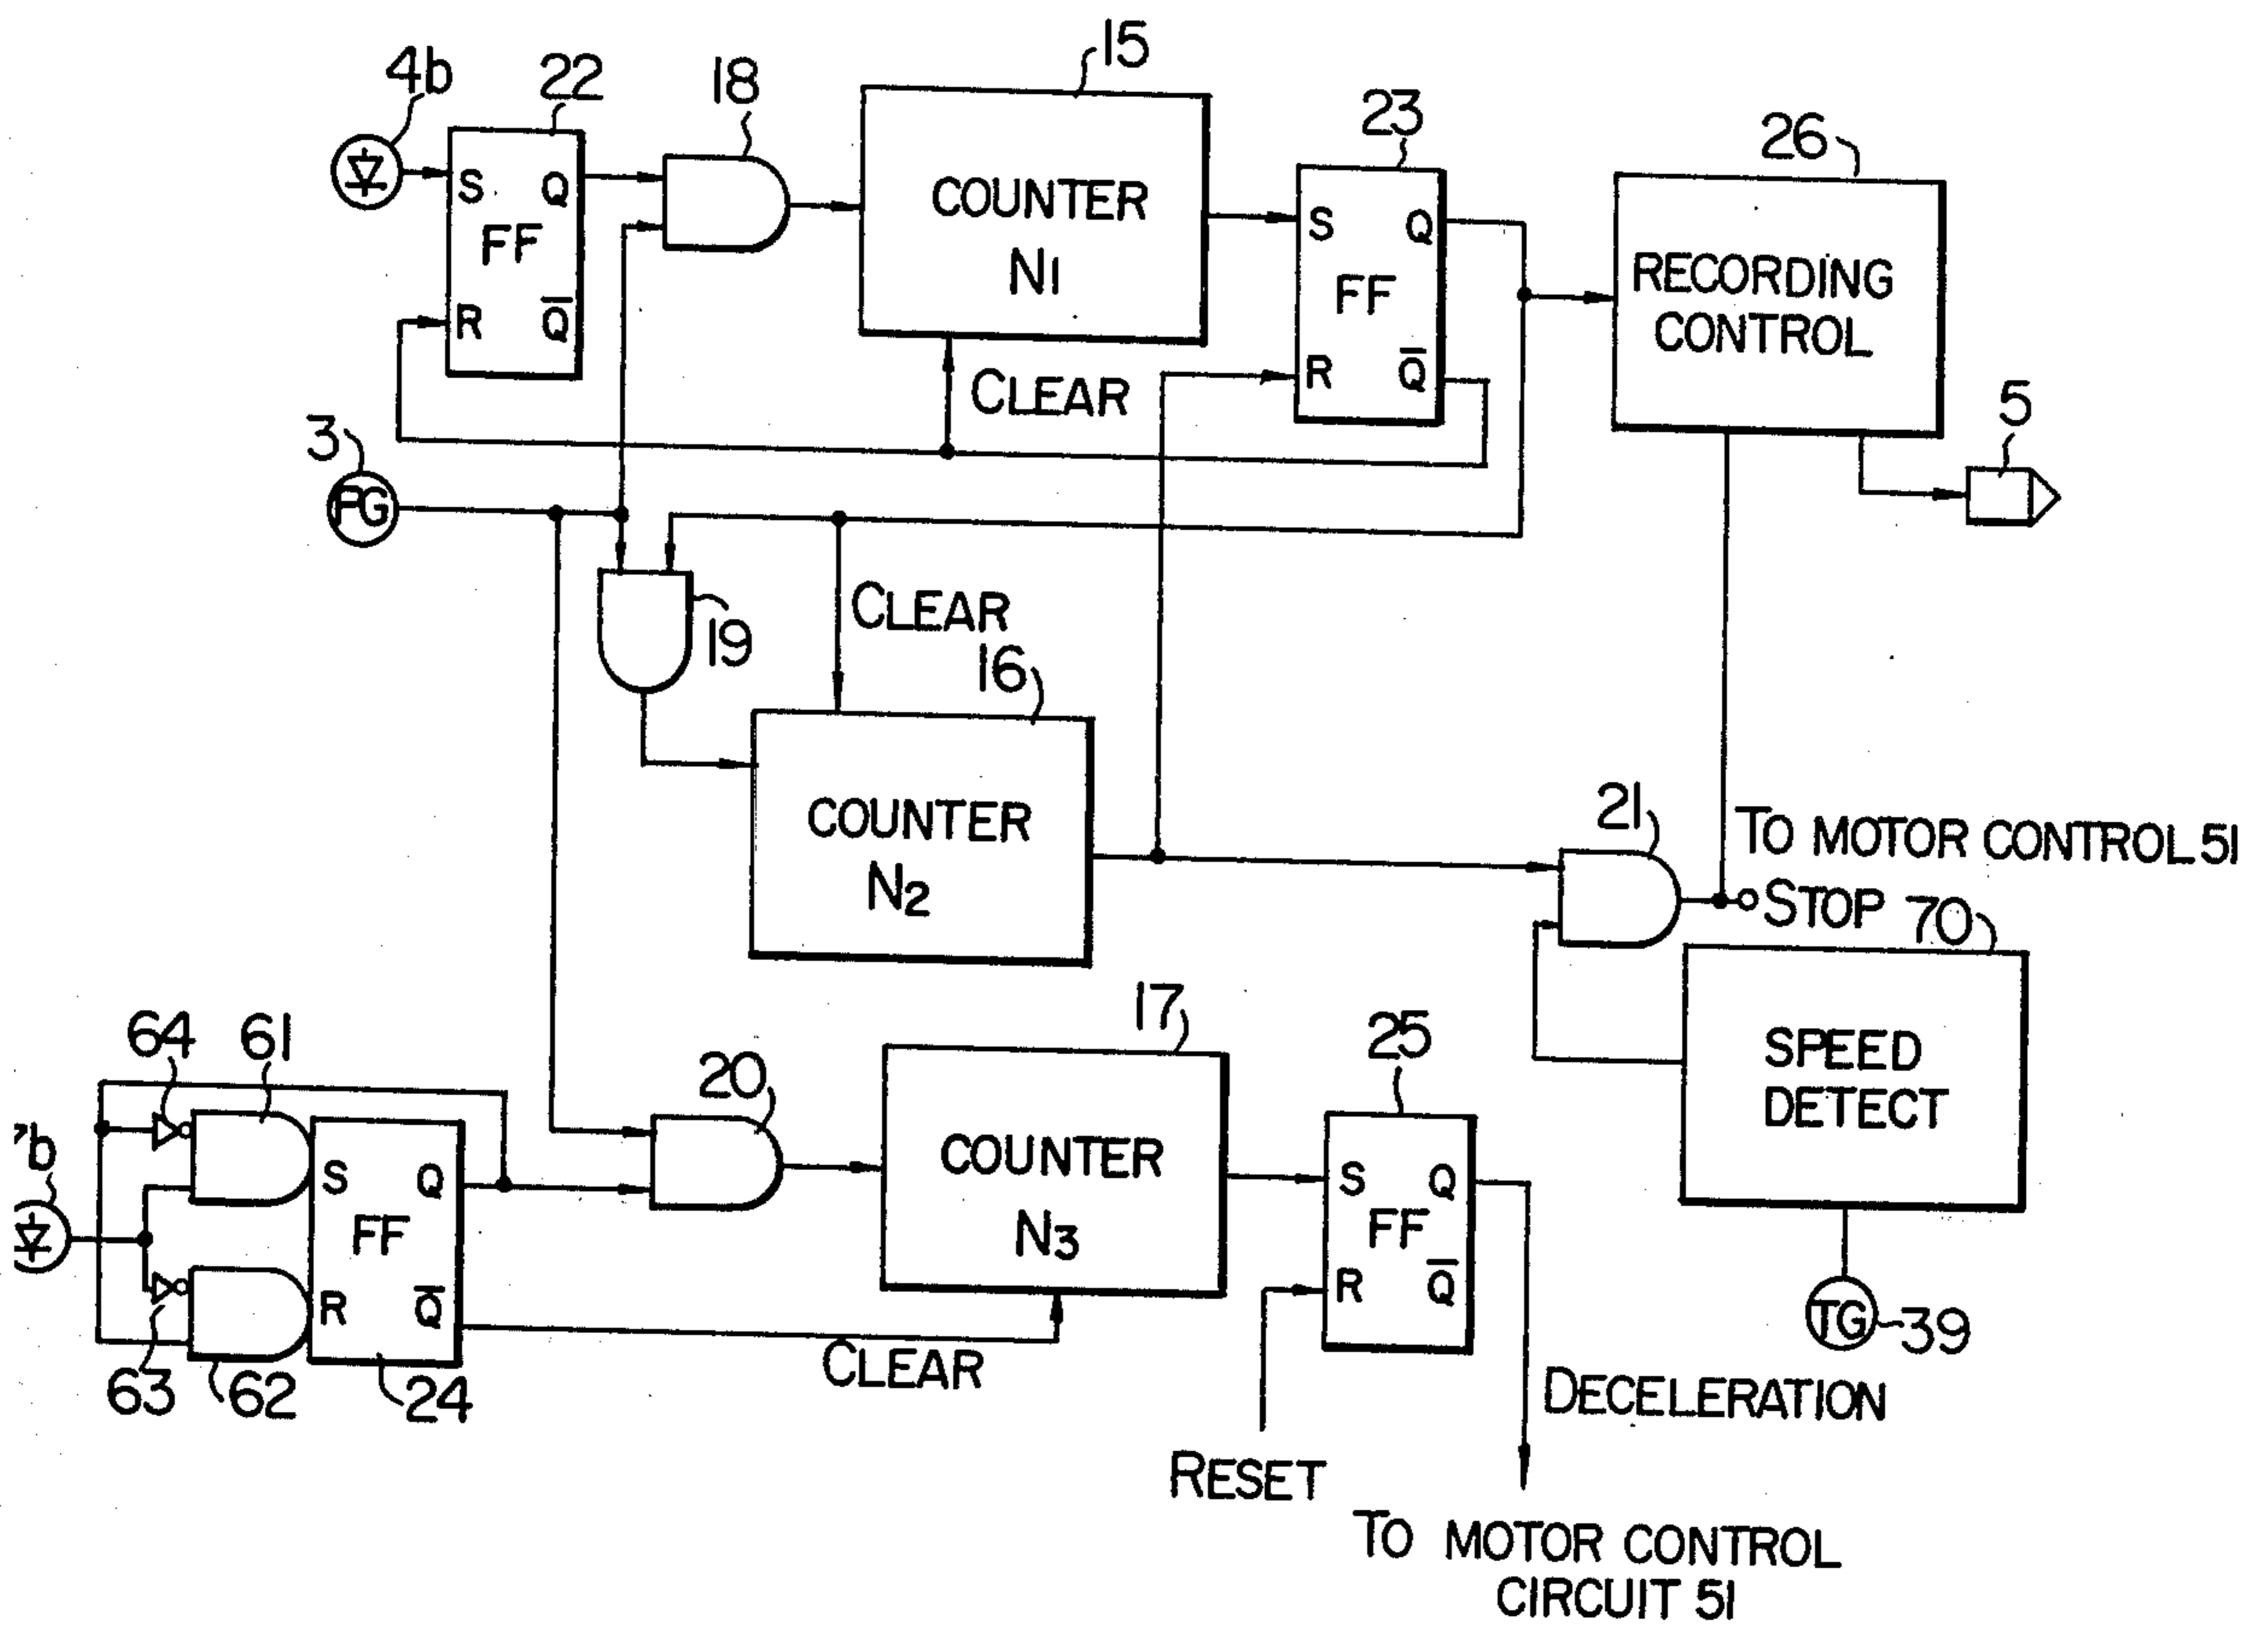 4b
22
18
15
23
26
S
Q
FF
R
Q̅
COUNTER
N1
S
Q
FF
R
Q̅
RECORDING
CONTROL
CLEAR
5
3
PG
19
CLEAR
16
COUNTER
N2
21
TO MOTOR CONTROL 51
STOP
70
SPEED
DETECT
TG
39
64
61
7b
S
Q
FF
R
Q̅
63
62
24
20
17
COUNTER
N3
CLEAR
25
S
Q
FF
R
Q̅
RESET
DECELERATION
TO MOTOR CONTROL
CIRCUIT 51